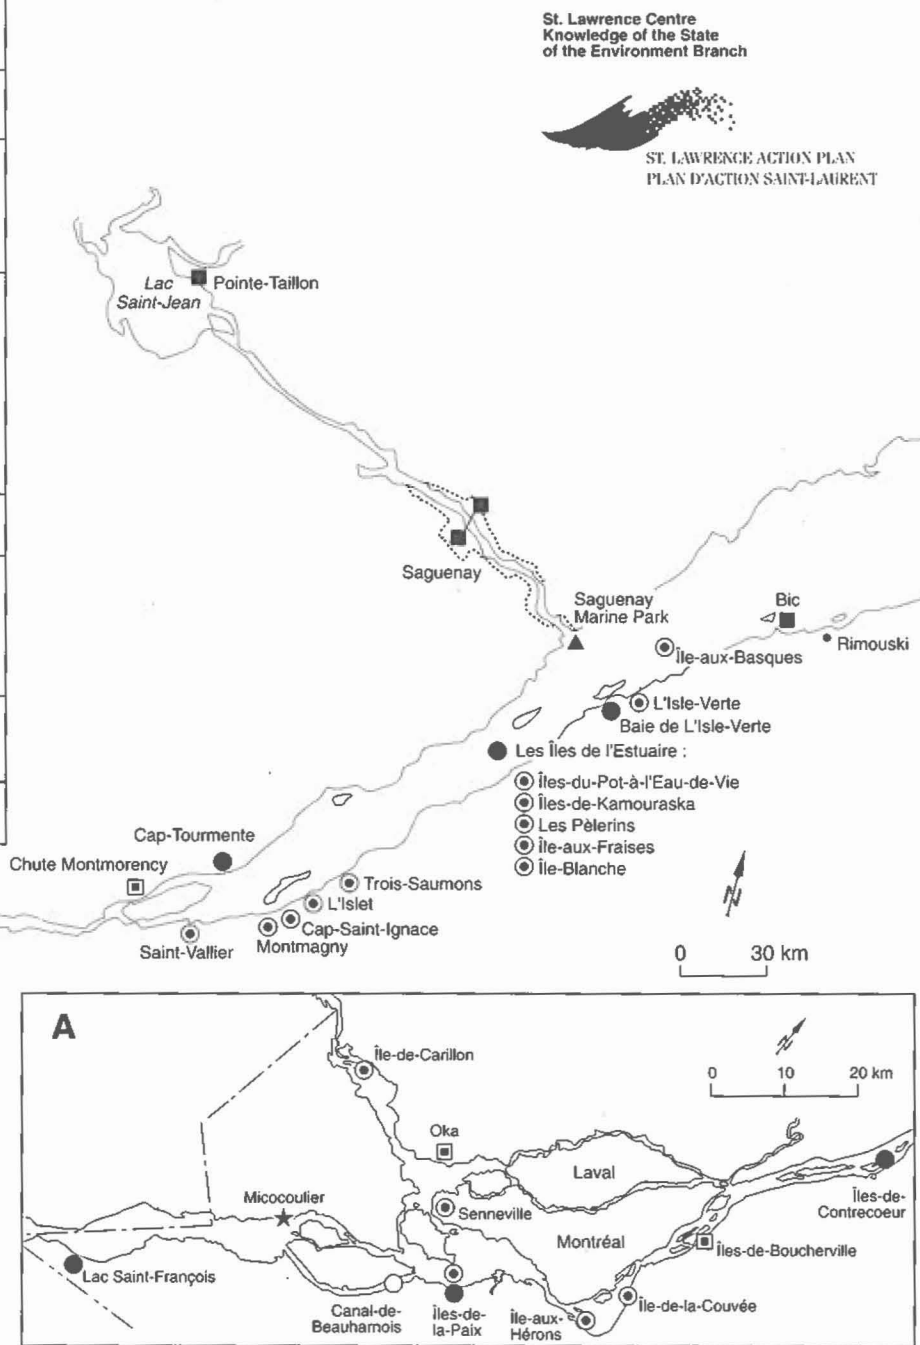 St. Lawrence Centre
Knowledge of the State
of the Environment Branch
ST. LAWRENCE ACTION PLAN
PLAN D'ACTION SAINT-LAURENT
Lac
Saint-Jean
Pointe-Taillon
Saguenay
Saguenay
Marine Park
Bic
Rimouski
Île-aux-Basques
L'Isle-Verte
Baie de L'Isle-Verte
Les Îles de l'Estuaire :
Îles-du-Pot-à-l'Eau-de-Vie
Îles-de-Kamouraska
Les Pèlerins
Île-aux-Fraises
Île-Blanche
Cap-Tourmente
Chute Montmorency
Trois-Saumons
L'Islet
Cap-Saint-Ignace
Montmagny
Saint-Vallier
N
0 30 km
A
N
0 10 20 km
Île-de-Carillon
Oka
Laval
Micocoulier
Senneville
Îles-de-
Contrecoeur
Montréal
Îles-de-Boucherville
Lac Saint-François
Canal-de-
Beauharnois
Îles-de-
la-Paix
Île-aux-
Hérons
Île-de-la-Couvée